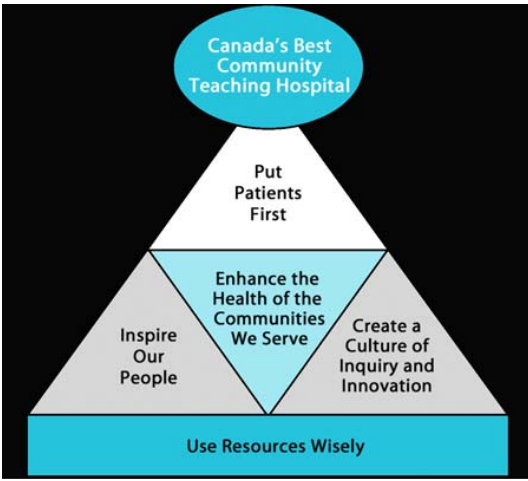 Canada's Best
Community
Teaching Hospital
Put
Patients
First
Enhance the
Health of the
Communities
We Serve
Inspire
Our
People
Create a
Culture of
Inquiry and
Innovation
Use Resources Wisely